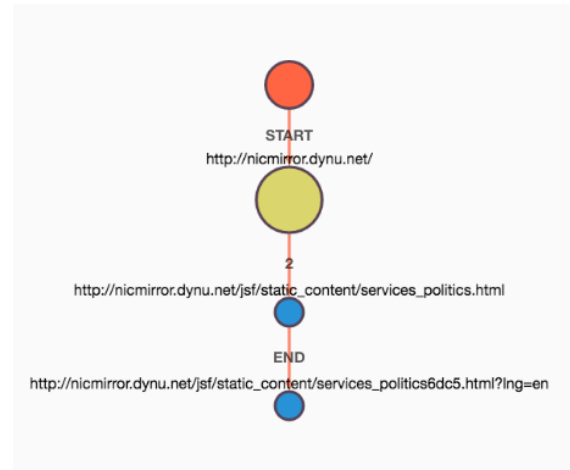 START
http://nicmirror.dynu.net/
2
http://nicmirror.dynu.net/jsf/static_content/services_politics.html
END
http://nicmirror.dynu.net/jsf/static_content/services_politics6dc5.html?lng=en